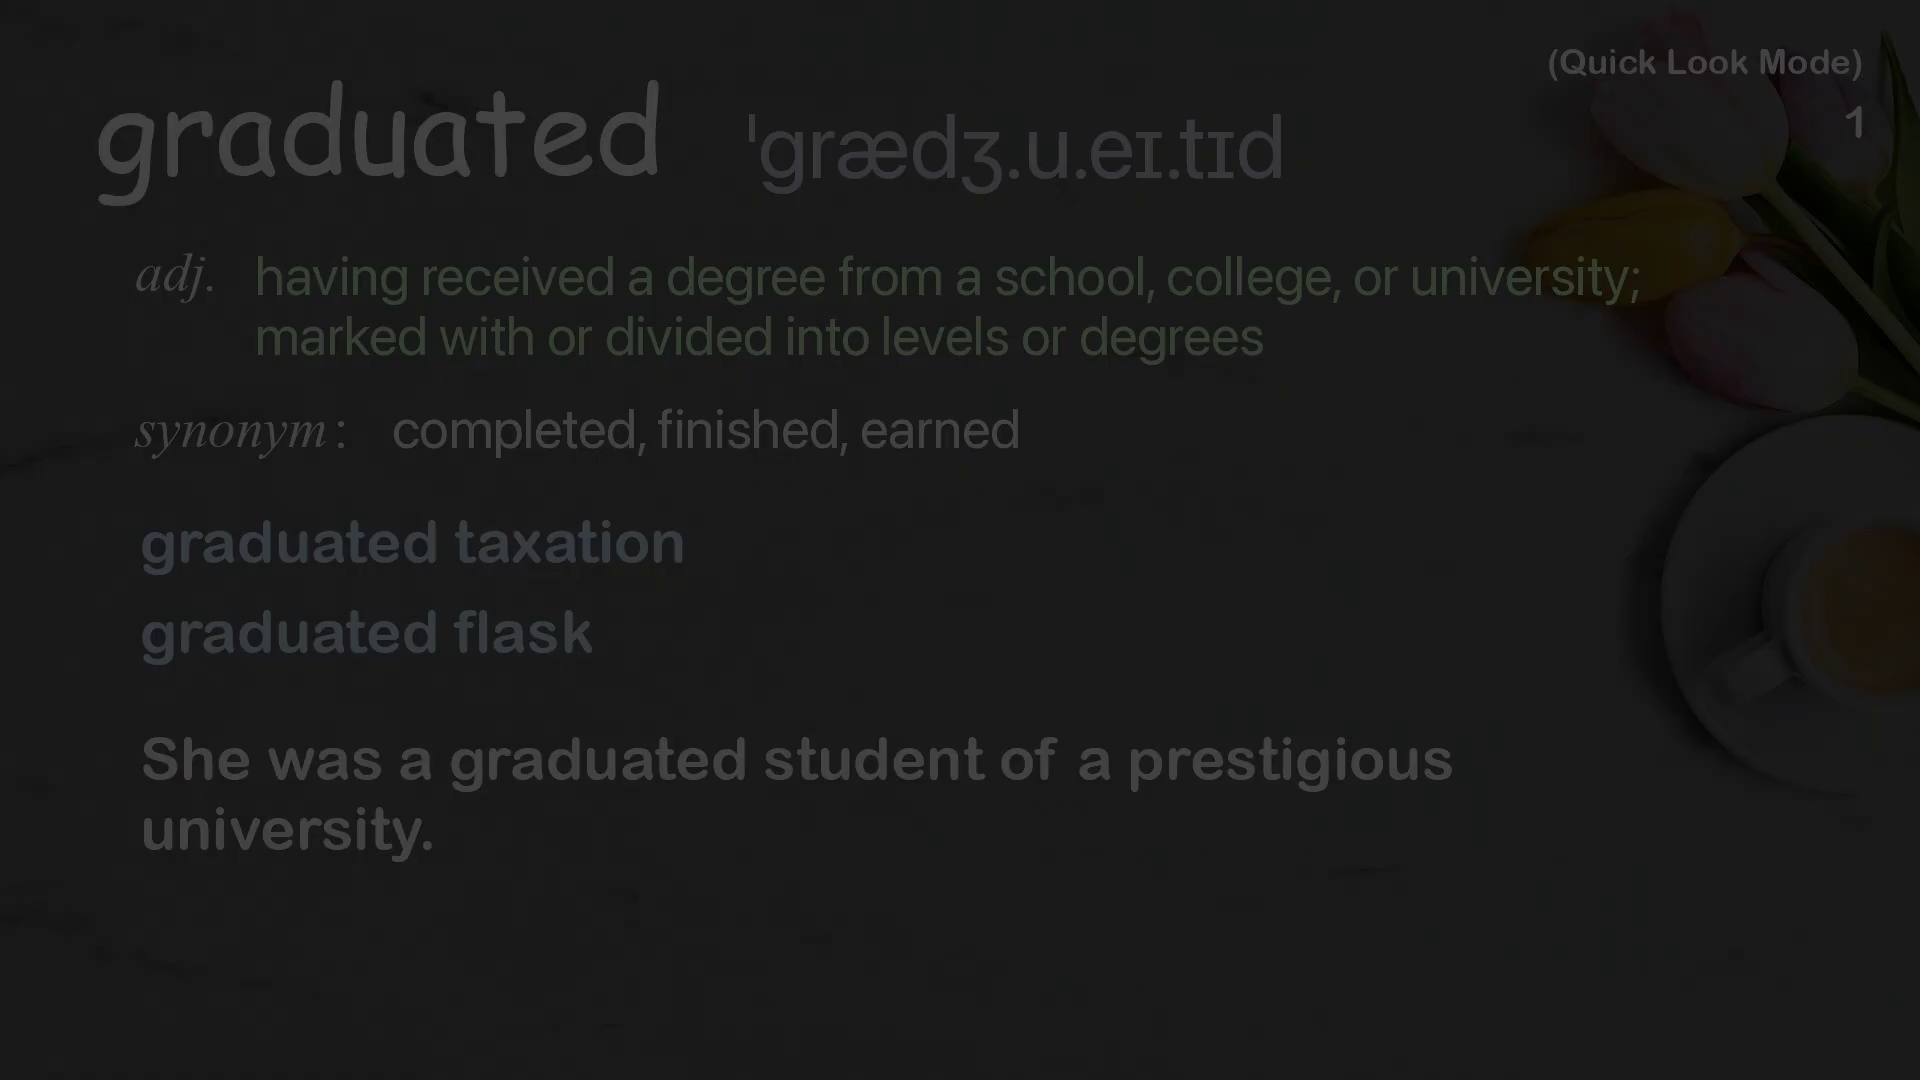 (Quick Look Mode)
1
graduated ˈɡrædʒ.u.eɪ.tɪd
adj. having received a degree from a school, college, or university;
marked with or divided into levels or degrees
synonym : completed, finished, earned
graduated taxation
graduated flask
She was a graduated student of a prestigious
university.